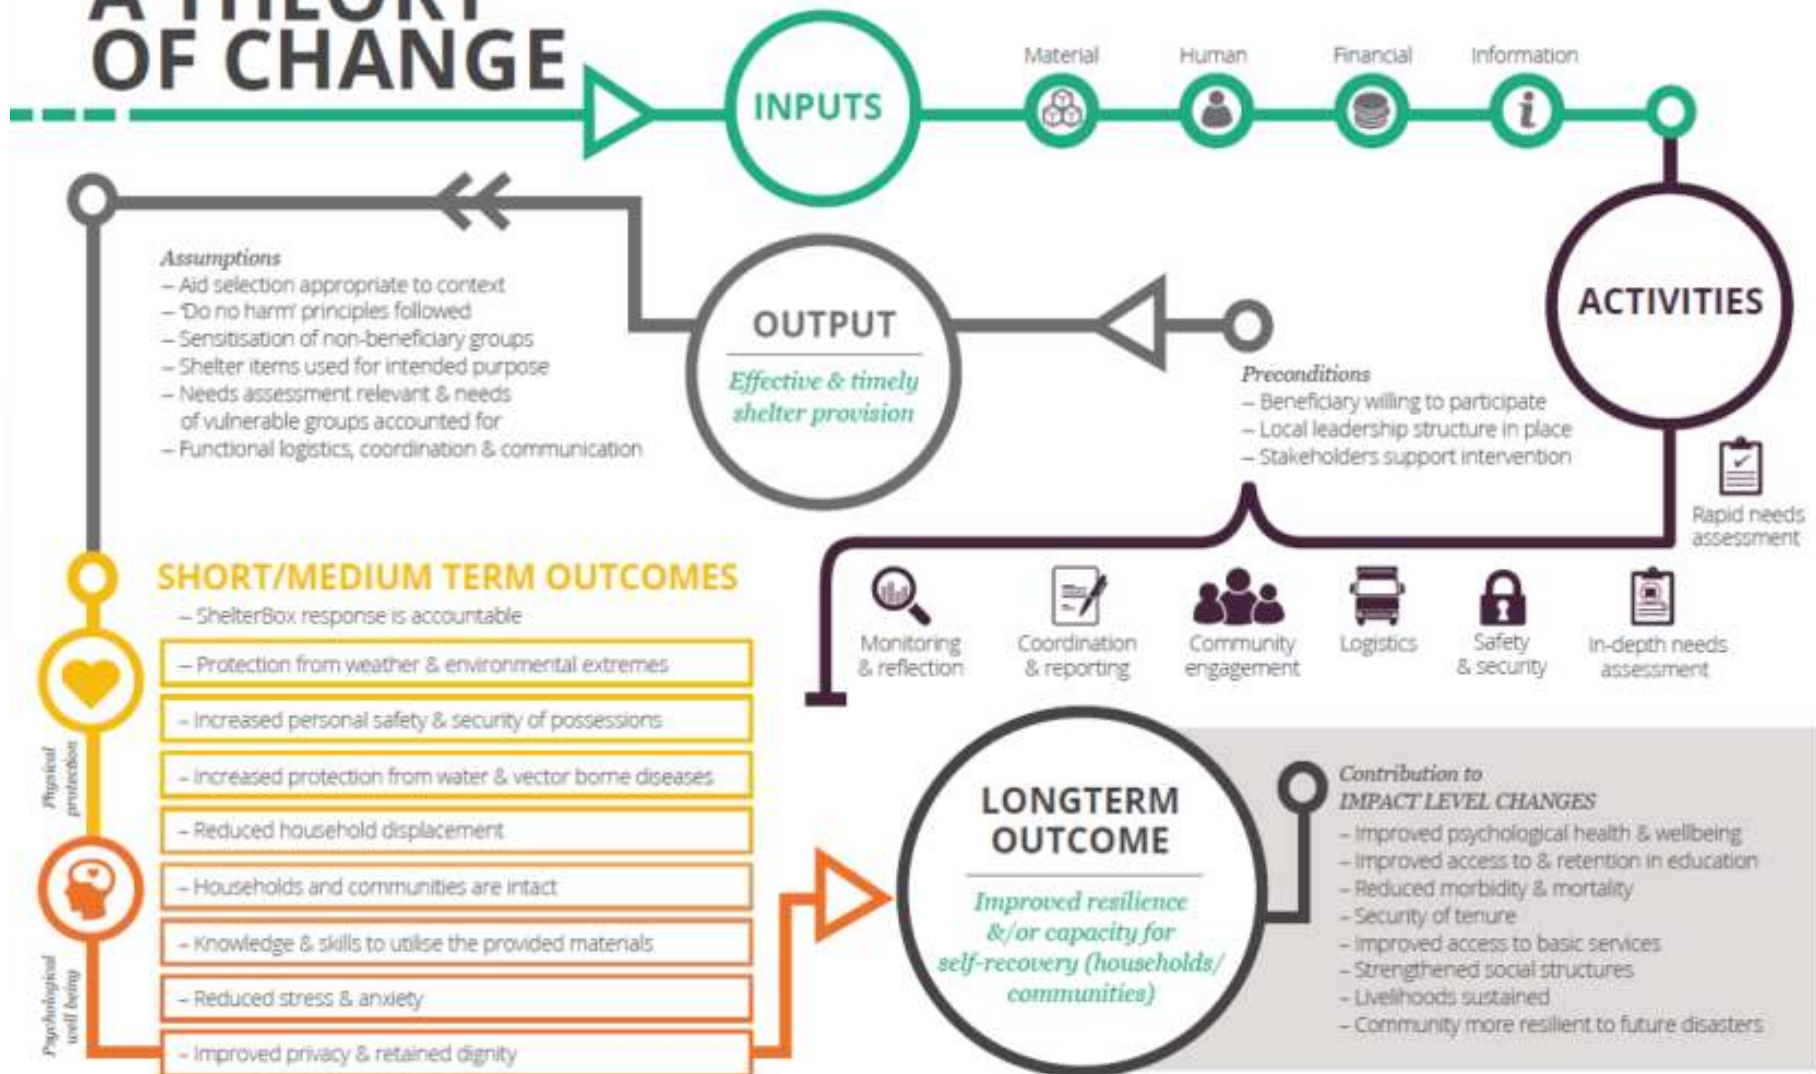 A THEORY
OF CHANGE
INPUTS
Material
Human
Financial
Information
ACTIVITIES
Rapid needs
assessment
In-depth needs
assessment
Safety
& security
Logistics
Community
engagement
Coordination
& reporting
Monitoring
& reflection
Preconditions
– Beneficiary willing to participate
– Local leadership structure in place
– Stakeholders support intervention
OUTPUT
Effective & timely
shelter provision
Assumptions
– Aid selection appropriate to context
– 'Do no harm' principles followed
– Sensitisation of non-beneficiary groups
– Shelter items used for intended purpose
– Needs assessment relevant & needs
of vulnerable groups accounted for
– Functional logistics, coordination & communication
SHORT/MEDIUM TERM OUTCOMES
– ShelterBox response is accountable
– Protection from weather & environmental extremes
– Increased personal safety & security of possessions
– Increased protection from water & vector borne diseases
– Reduced household displacement
– Households and communities are intact
– Knowledge & skills to utilise the provided materials
– Reduced stress & anxiety
– Improved privacy & retained dignity
Physical
protection
Psychological
well being
LONGTERM
OUTCOME
Improved resilience
&/or capacity for
self-recovery (households/
communities)
Contribution to
IMPACT LEVEL CHANGES
– Improved psychological health & wellbeing
– Improved access to & retention in education
– Reduced morbidity & mortality
– Security of tenure
– Improved access to basic services
– Strengthened social structures
– Livelihoods sustained
– Community more resilient to future disasters